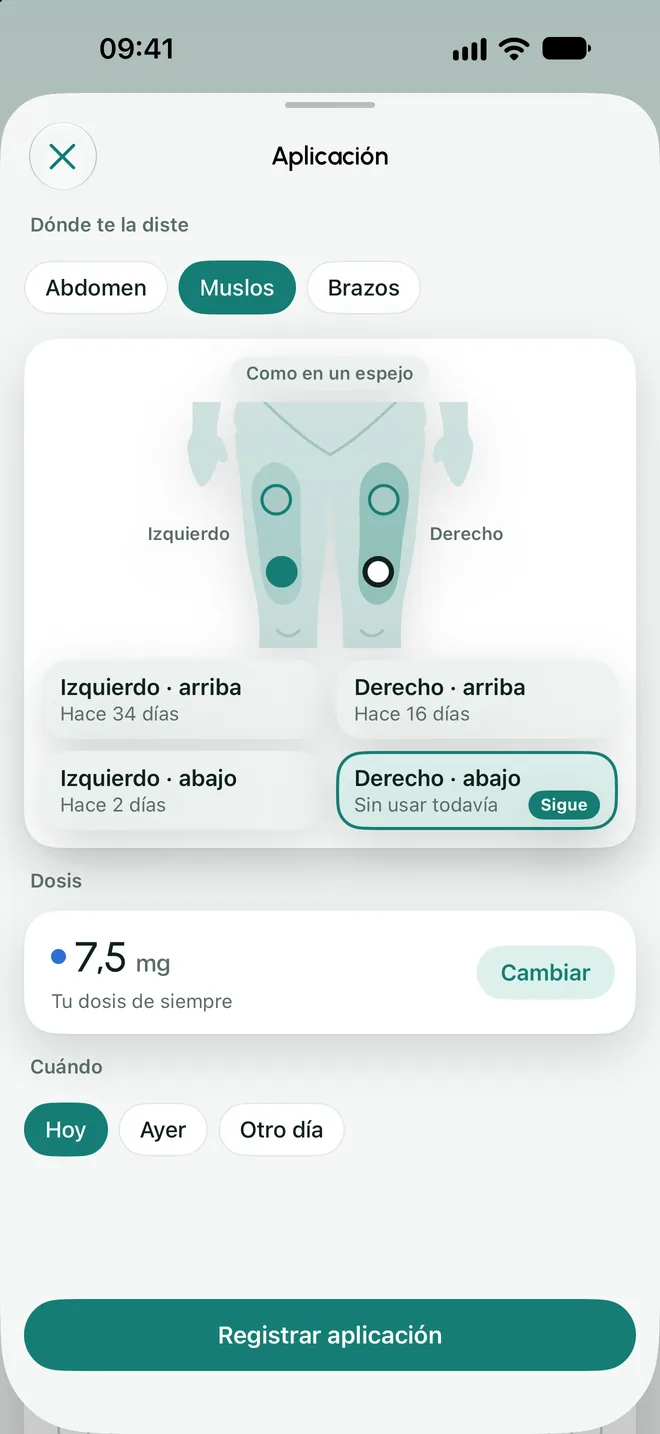 09:41
Aplicación
Dónde te la diste
Abdomen
Muslos
Brazos
Como en un espejo
Izquierdo
Derecho
Izquierdo · arriba
Hace 34 días
Derecho · arriba
Hace 16 días
Izquierdo · abajo
Hace 2 días
Derecho · abajo
Sin usar todavía
Sigue
Dosis
7,5 mg
Tu dosis de siempre
Cambiar
Cuándo
Hoy
Ayer
Otro día
Registrar aplicación